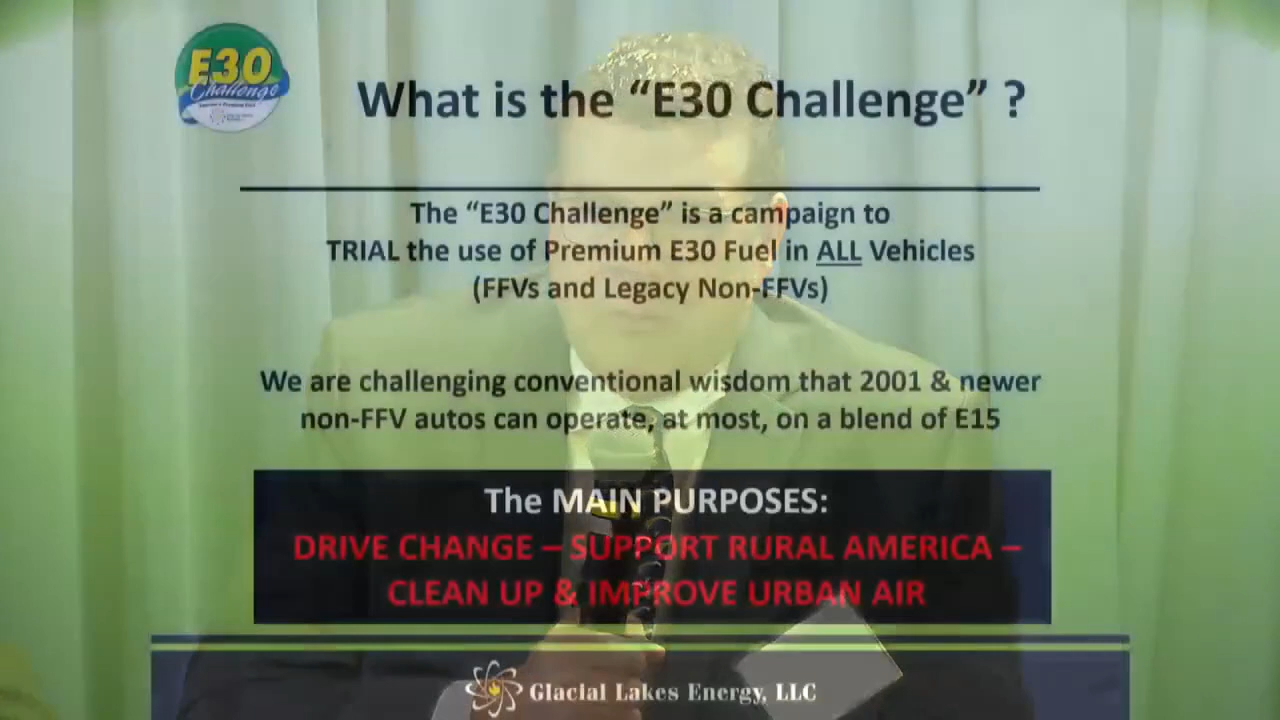 E30
Challenge
What is the “E30 Challenge” ?
The “E30 Challenge” is a campaign to
TRIAL the use of Premium E30 Fuel in ALL Vehicles
(FFVs and Legacy Non-FFVs)
We are challenging conventional wisdom that 2001 & newer
non-FFV autos can operate, at most, on a blend of E15
The MAIN PURPOSES:
DRIVE CHANGE – SUPPORT RURAL AMERICA –
CLEAN UP & IMPROVE URBAN AIR
Glacial Lakes Energy, LLC